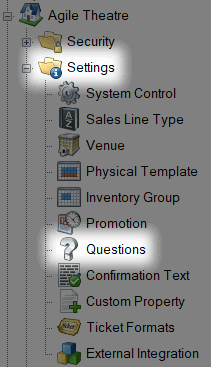 Agile Theatre
Security
Settings
System Control
Sales Line Type
Venue
Physical Template
Inventory Group
Promotion
Questions
Confirmation Text
Custom Property
Ticket Formats
External Integration